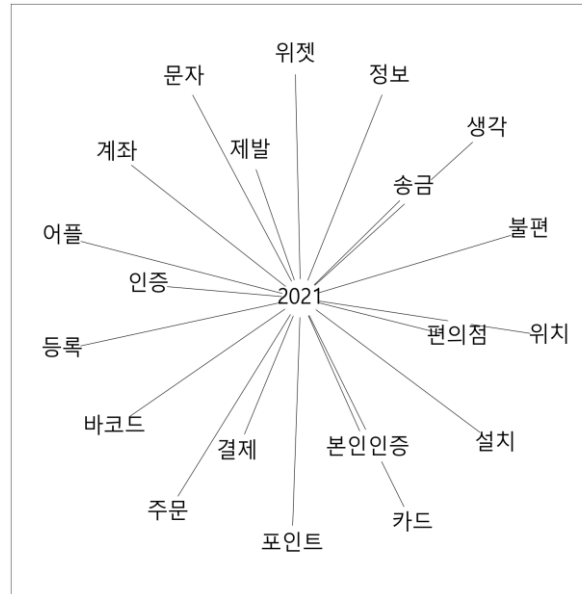 위젯
문자
정보
생각
계좌
제발
송금
어플
불편
인증
2021
편의점
위치
등록
바코드
결제
본인인증
설치
주문
카드
포인트